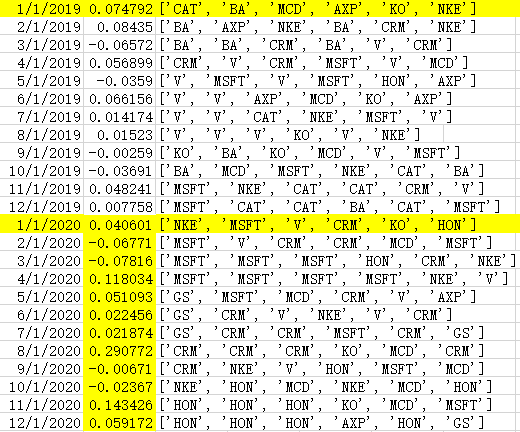 1/1/2019 0.074792 ['CAT', 'BA', 'MCD', 'AXP', 'KO', 'NKE']
2/1/2019 0.08435 ['BA', 'AXP', 'NKE', 'BA', 'CRM', 'NKE']
3/1/2019 -0.06572 ['BA', 'BA', 'CRM', 'BA', 'V', 'CRM']
4/1/2019 0.056899 ['CRM', 'V', 'CRM', 'MSFT', 'V', 'MCD']
5/1/2019 -0.0359 ['V', 'MSFT', 'V', 'MSFT', 'HON', 'AXP']
6/1/2019 0.066156 ['V', 'V', 'AXP', 'MCD', 'KO', 'AXP']
7/1/2019 0.014174 ['V', 'V', 'CAT', 'NKE', 'MSFT', 'V']
8/1/2019 0.01523 ['V', 'V', 'V', 'KO', 'V', 'NKE']
9/1/2019 -0.00259 ['KO', 'BA', 'KO', 'MCD', 'V', 'MSFT']
10/1/2019 -0.03691 ['BA', 'MCD', 'MSFT', 'NKE', 'CAT', 'BA']
11/1/2019 0.048241 ['MSFT', 'NKE', 'CAT', 'CAT', 'CRM', 'V']
12/1/2019 0.007758 ['MSFT', 'CAT', 'CAT', 'BA', 'CAT', 'MSFT']
1/1/2020 0.040601 ['NKE', 'MSFT', 'V', 'CRM', 'KO', 'HON']
2/1/2020 -0.06771 ['MSFT', 'V', 'CRM', 'CRM', 'MCD', 'MSFT']
3/1/2020 -0.07816 ['MSFT', 'MSFT', 'MSFT', 'HON', 'CRM', 'NKE']
4/1/2020 0.118034 ['MSFT', 'MSFT', 'MSFT', 'MSFT', 'NKE', 'V']
5/1/2020 0.051093 ['GS', 'MSFT', 'MCD', 'CRM', 'V', 'AXP']
6/1/2020 0.022456 ['GS', 'CRM', 'V', 'NKE', 'V', 'CRM']
7/1/2020 0.021874 ['GS', 'CRM', 'CRM', 'MSFT', 'CRM', 'GS']
8/1/2020 0.290772 ['CRM', 'CRM', 'CRM', 'KO', 'MCD', 'CRM']
9/1/2020 -0.00671 ['CRM', 'NKE', 'V', 'HON', 'MSFT', 'MCD']
10/1/2020 -0.02367 ['NKE', 'HON', 'MCD', 'NKE', 'MCD', 'HON']
11/1/2020 0.143426 ['HON', 'HON', 'HON', 'KO', 'MCD', 'MSFT']
12/1/2020 0.059172 ['HON', 'HON', 'HON', 'AXP', 'HON', 'GS']